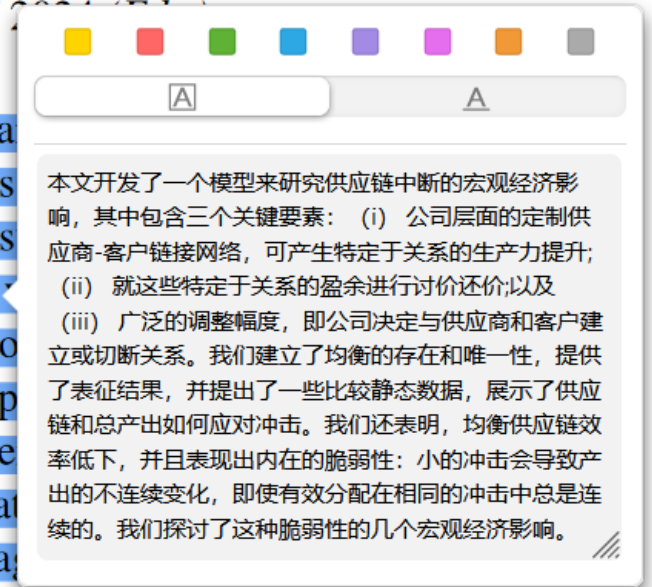 A
A
本文开发了一个模型来研究供应链中断的宏观经济影
响，其中包含三个关键要素： (i) 公司层面的定制供
应商-客户链接网络，可产生特定于关系的生产力提升;
(ii) 就这些特定于关系的盈余进行讨价还价;以及
(iii) 广泛的调整幅度，即公司决定与供应商和客户建
立或切断关系。我们建立了均衡的存在和唯一性，提供
了表征结果，并提出了一些比较静态数据，展示了供应
链和总产出如何应对冲击。我们还表明，均衡供应链效
率低下，并且表现出内在的脆弱性：小的冲击会导致产
出的不连续变化，即使有效分配在相同的冲击中总是连
续的。我们探讨了这种脆弱性的几个宏观经济影响。